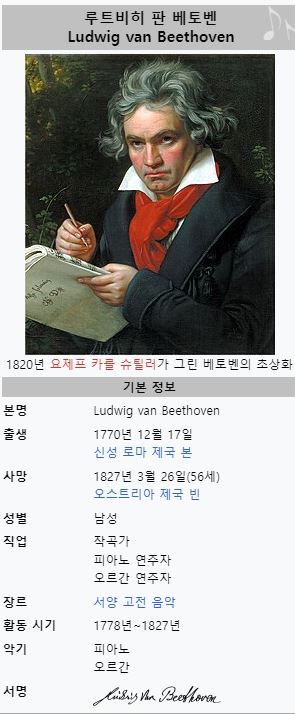 루트비히 판 베토벤
Ludwig van Beethoven
1820년 요제프 카를 슈틸러가 그린 베토벤의 초상화
기본 정보
본명 Ludwig van Beethoven
출생 1770년 12월 17일
신성 로마 제국 본
사망 1827년 3월 26일(56세)
오스트리아 제국 빈
성별 남성
직업 작곡가
피아노 연주자
오르간 연주자
장르 서양 고전 음악
활동 시기 1778년~1827년
악기 피아노
오르간
서명 Ludwig van Beethoven